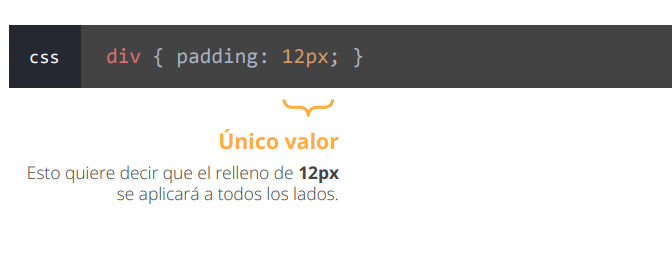 css div { padding: 12px; }
Único valor
Esto quiere decir que el relleno de 12px
se aplicará a todos los lados.